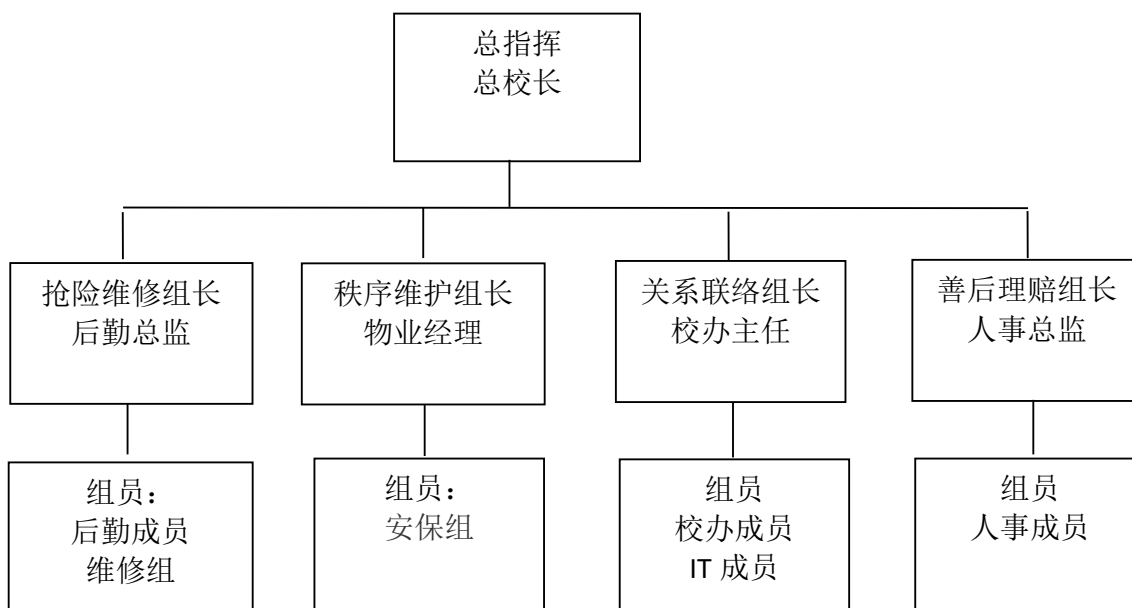 总指挥
总校长
抢险维修组长
后勤总监
秩序维护组长
物业经理
关系联络组长
校办主任
善后理赔组长
人事总监
组员：
后勤成员
维修组
组员：
安保组
组员
校办成员
IT 成员
组员
人事成员